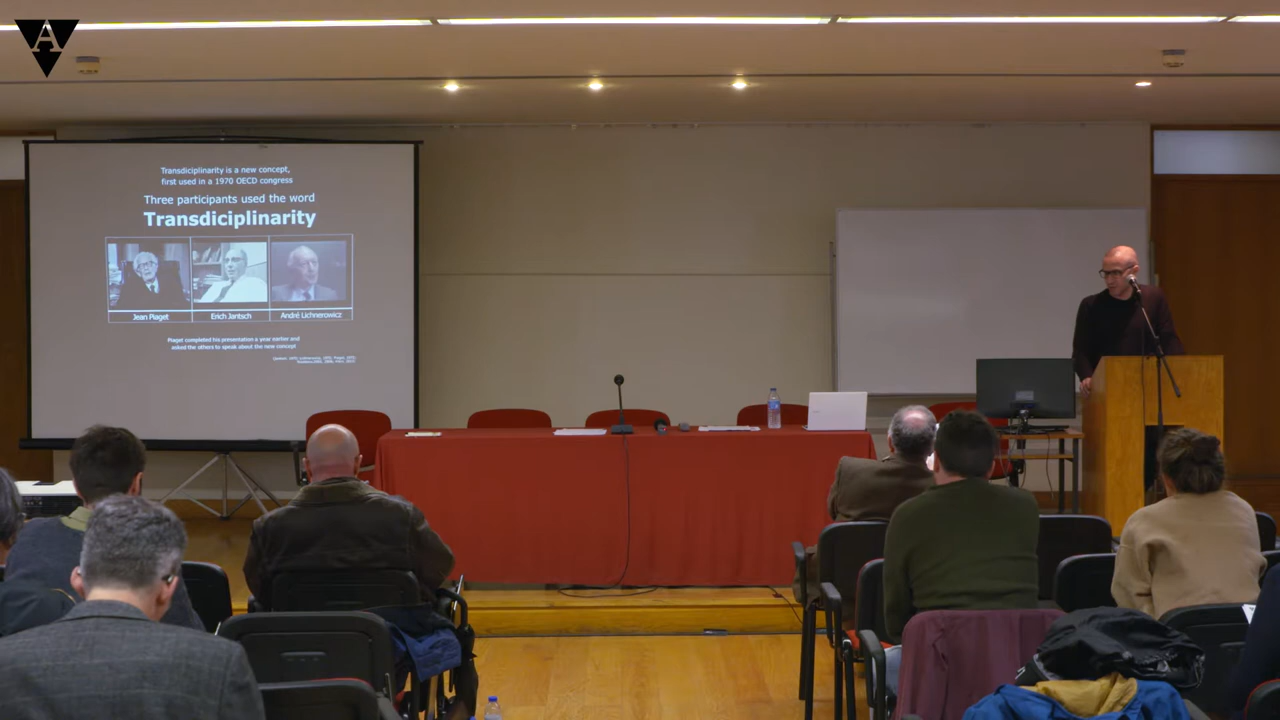 A
Transdiciplinarity is a new concept,
first used in a 1970 OECD congress
Three participants used the word
Transdiciplinarity
Jean Piaget
Erich Jantsch
André Lichnerowicz
Piaget completed his presentation a year earlier and
asked the others to speak about the new concept